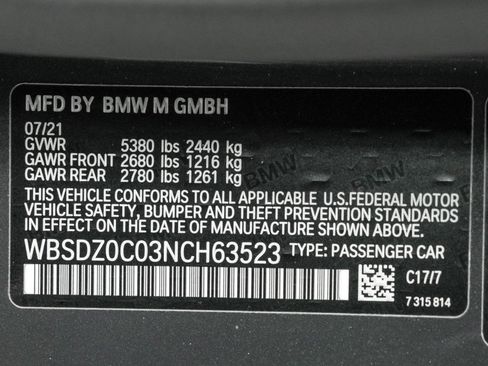 MFD BY BMW M GMBH
07/21
GVWR 5380 lbs 2440 kg
GAWR FRONT 2680 lbs 1216 kg
GAWR REAR 2780 lbs 1261 kg
THIS VEHICLE CONFORMS TO ALL APPLICABLE U.S.FEDERAL MOTOR
VEHICLE SAFETY, BUMPER AND THEFT PREVENTION STANDARDS IN
EFFECT ON THE DATE OF MANUFACTURE SHOWN ABOVE.
WBSDZ0C03NCH63523 TYPE: PASSENGER CAR
C17/7
7 315 814
BMW